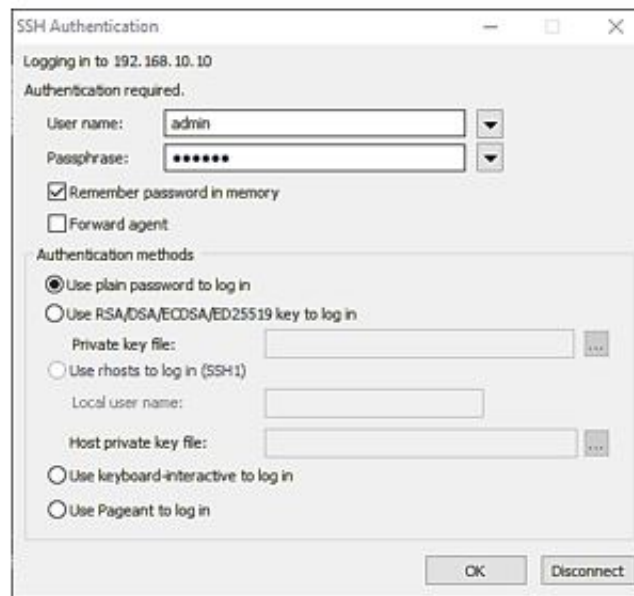 SSH Authentication
Logging in to 192.168.10.10
Authentication required.
User name: admin
Passphrase: ••••••
Remember password in memory
Forward agent
Authentication methods
Use plain password to log in
Use RSA/DSA/ECDSA/ED25519 key to log in
Private key file: ...
Use rhosts to log in (SSH1)
Local user name:
Host private key file: ...
Use keyboard-interactive to log in
Use Pageant to log in
OK Disconnect